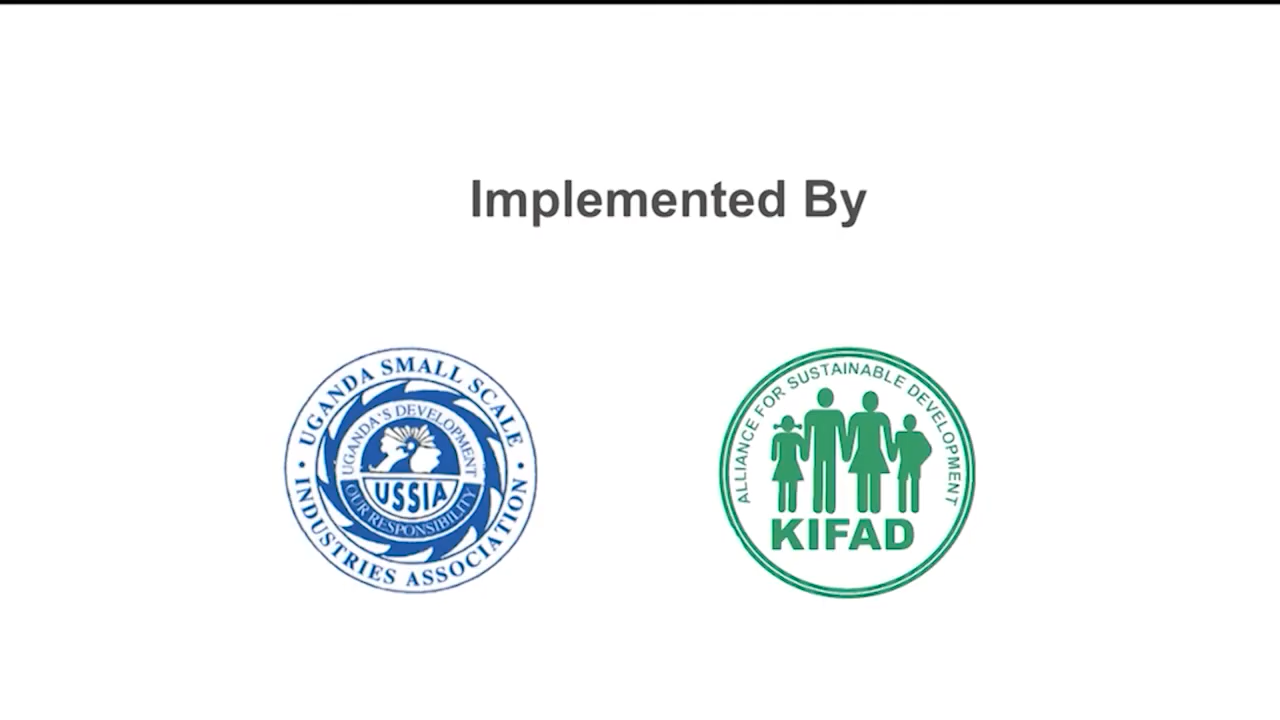 Implemented By
UGANDA SMALL SCALE
INDUSTRIES ASSOCIATION
UGANDA'S DEVELOPMENT
OUR RESPONSIBILITY
USSIA
ALLIANCE FOR SUSTAINABLE DEVELOPMENT
KIFAD